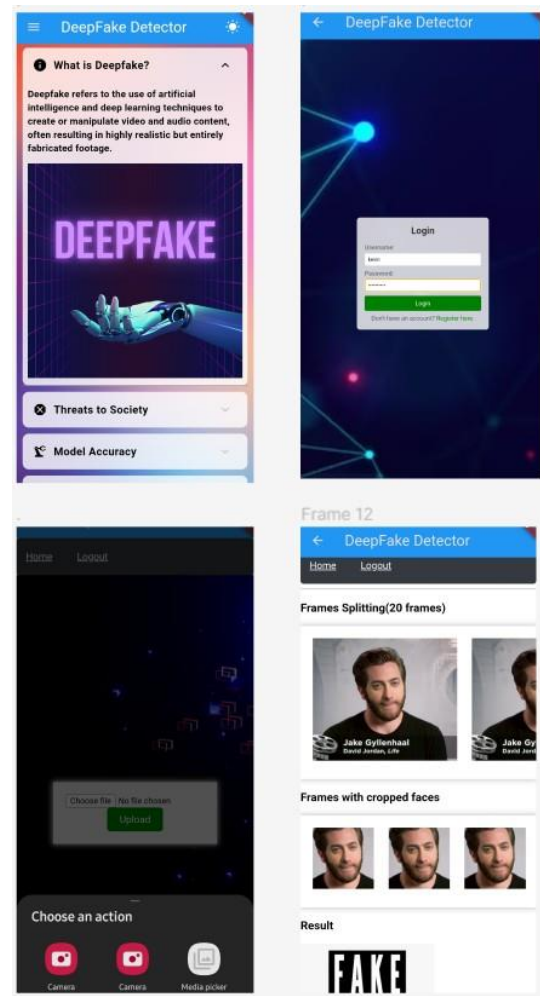 DeepFake Detector
What is Deepfake?
Deepfake refers to the use of artificial
intelligence and deep learning techniques to
create or manipulate video and audio content,
often resulting in highly realistic but entirely
fabricated footage.
DEEPFAKE
Threats to Society
Model Accuracy
DeepFake Detector
Login
Username
Password
Login
Don't have an account? Register here
Home Logout
Choose file No file chosen
Upload
Choose an action
Camera Camera Media picker
Frame 12
DeepFake Detector
Home Logout
Frames Splitting(20 frames)
Jake Gyllenhaal
David Jordan, Life
Jake Gy
David Jord
Frames with cropped faces
Result
FAKE